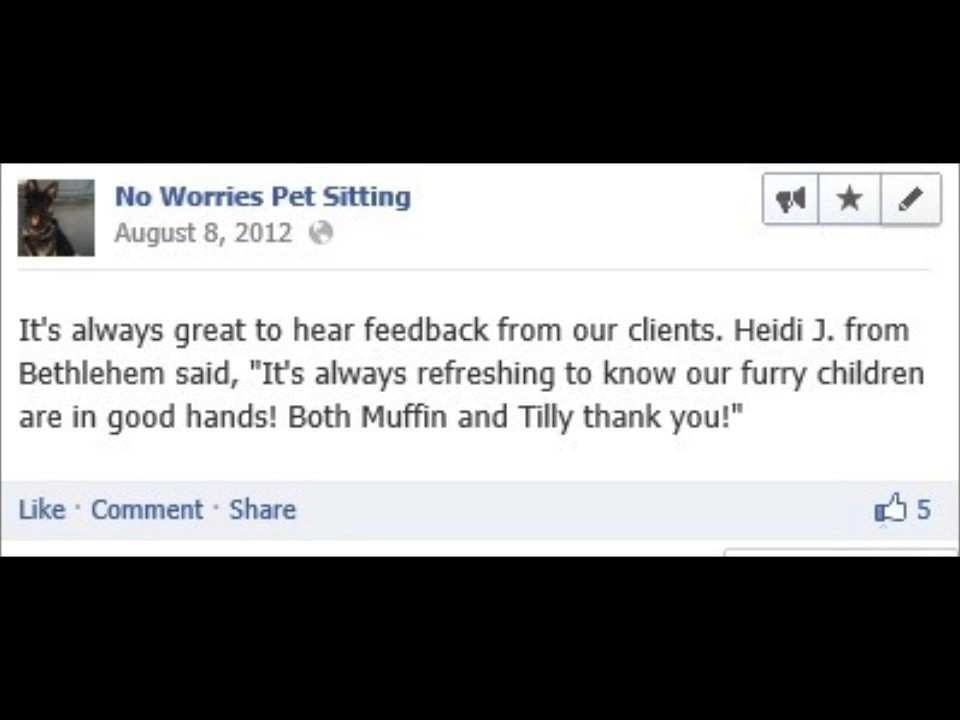 No Worries Pet Sitting
August 8, 2012
It's always great to hear feedback from our clients. Heidi J. from
Bethlehem said, "It's always refreshing to know our furry children
are in good hands! Both Muffin and Tilly thank you!"
Like · Comment · Share 5